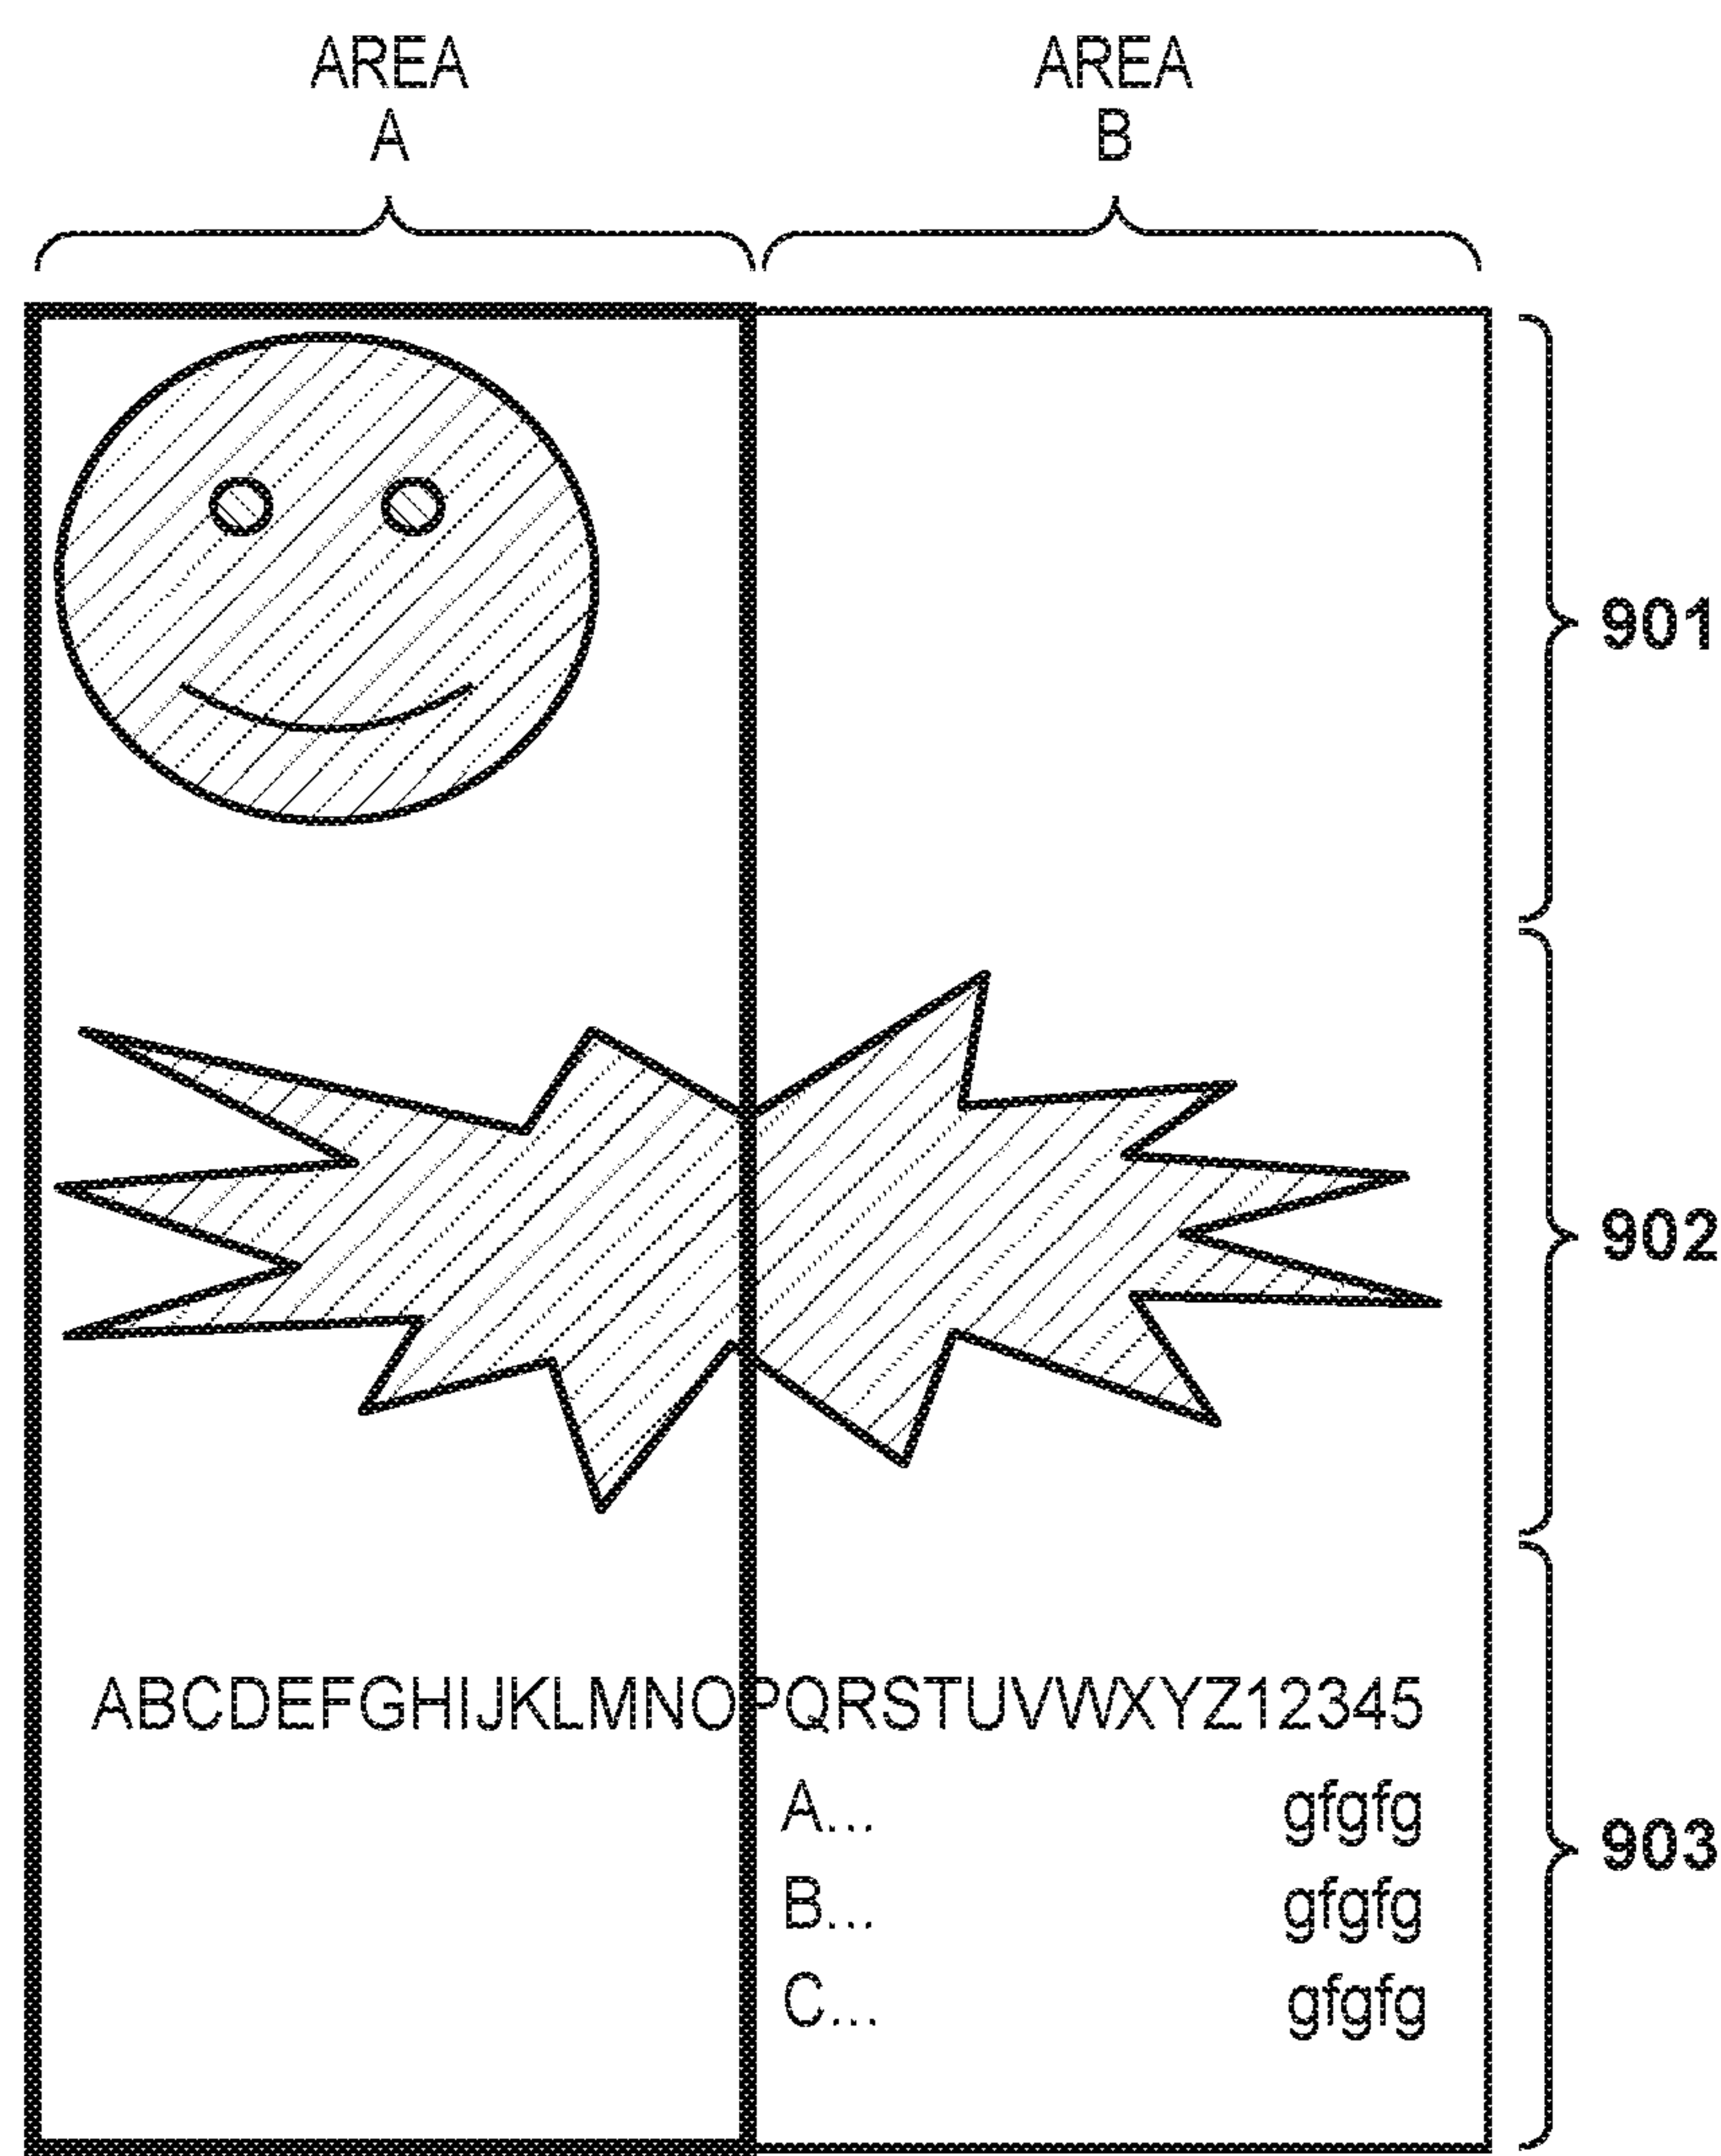 AREA
A
AREA
B
901
902
ABCDEFGHIJKLMNOPQRSTUVWXYZ12345
A... gfgfg
903
B... gfgfg
C... gfgfg